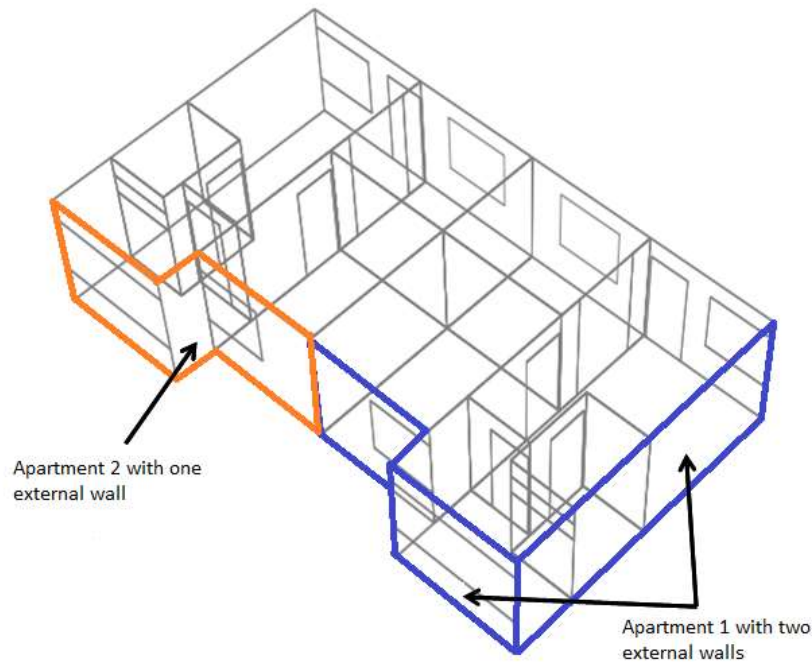 Apartment 2 with one
external wall
Apartment 1 with two
external walls